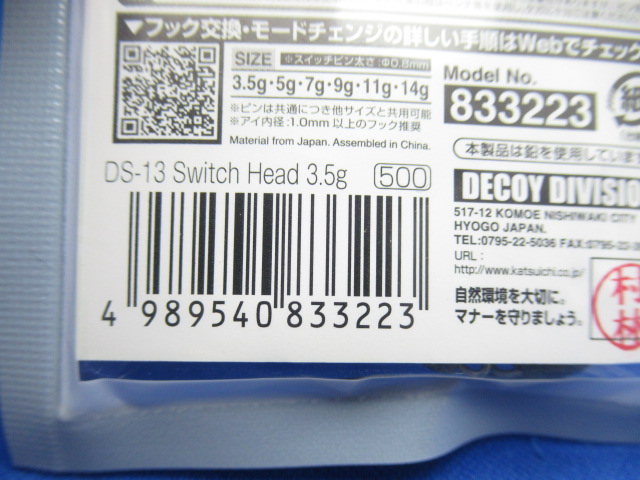 ▼フック交換・モードチェンジの詳しい手順はWebでチェック
SIZE ※スイッチピン太さ:Φ0.8mm
3.5g・5g・7g・9g・11g・14g
※ピンは共通につき他サイズと共用可能
※アイ内径:1.0mm以上のフック推奨
Material from Japan. Assembled in China.
Model No.
833223
DS-13 Switch Head 3.5g 500
4 989540 833223
本製品は鉛を使用していま
DECOY DIVISION
517-12 KOMOE NISHIWAKI CITY
HYOGO JAPAN.
TEL:0795-22-5036 FAX:0795-
URL:
http://www.katsuichi.co.jp/
自然環境を大切に。
マナーを守りましょう。